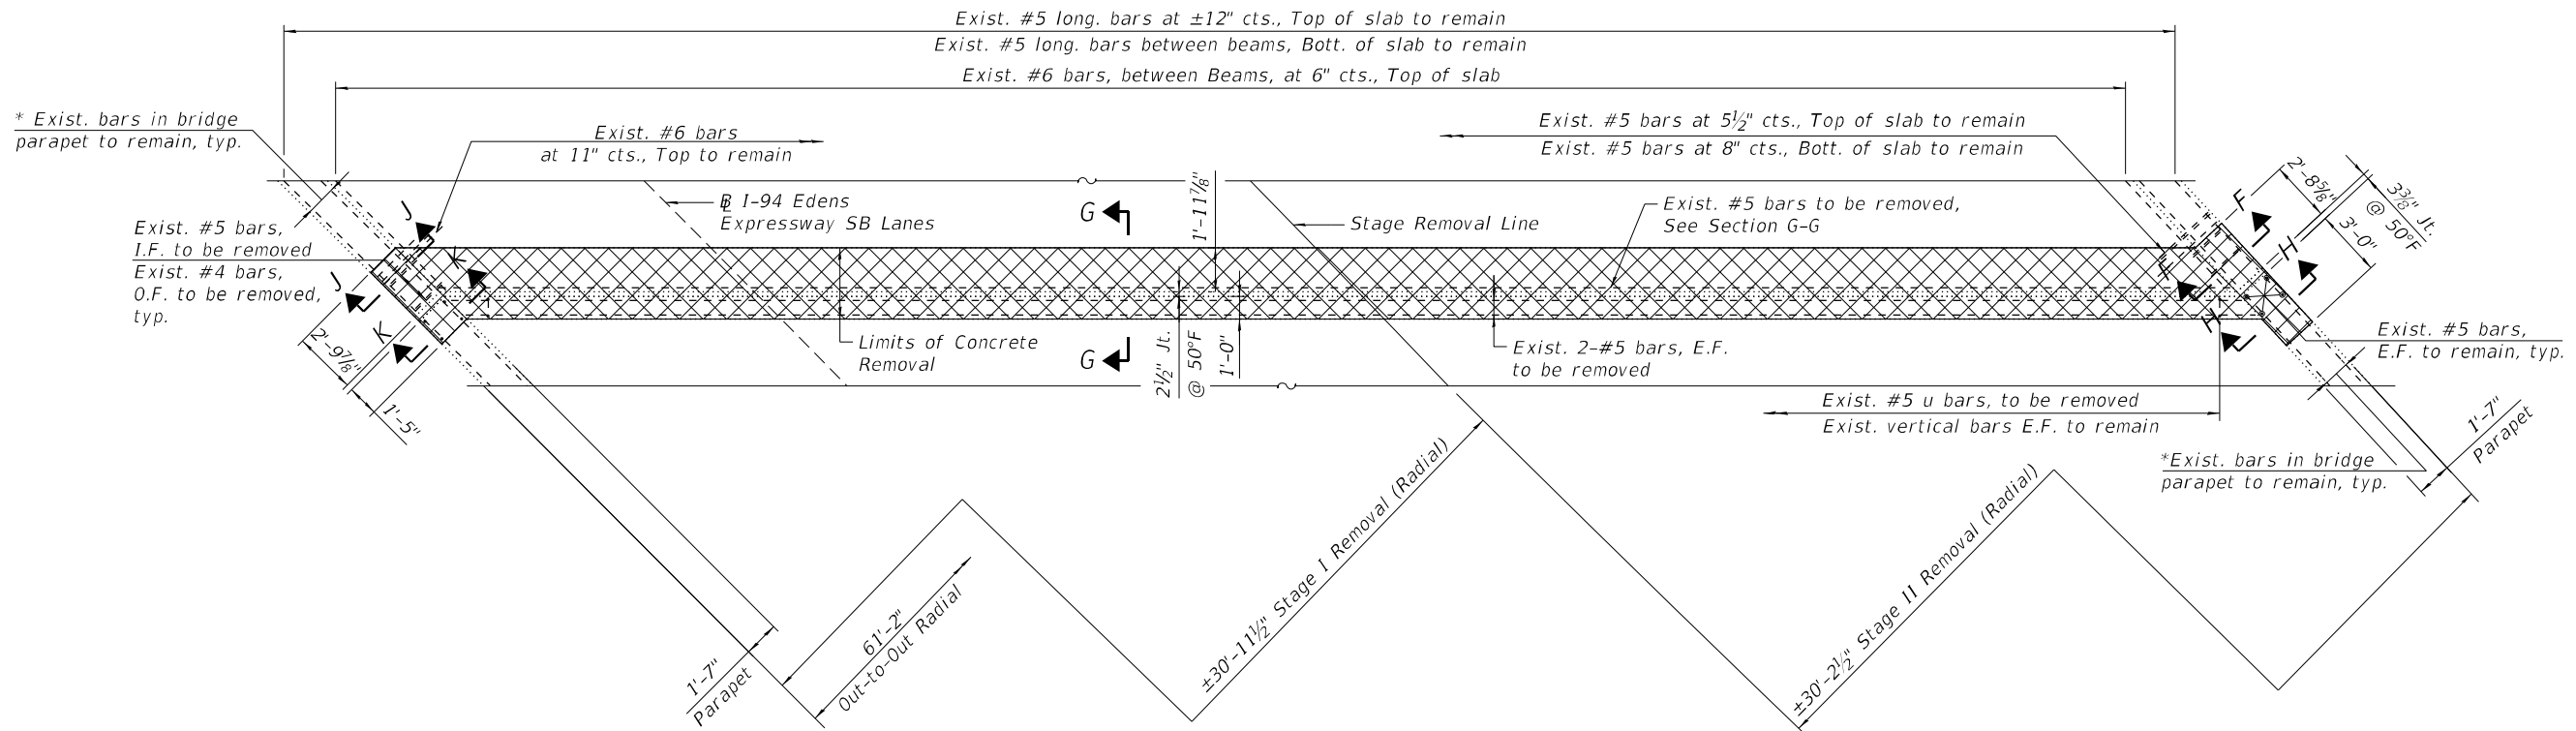 Exist. #5 long. bars at ±12" cts., Top of slab to remain
Exist. #5 long. bars between beams, Bott. of slab to remain
Exist. #6 bars, between Beams, at 6" cts., Top of slab
* Exist. bars in bridge
parapet to remain, typ.
Exist. #6 bars
at 11" cts., Top to remain
Exist. #5 bars at 5½" cts., Top of slab to remain
Exist. #5 bars at 8" cts., Bott. of slab to remain
2'-8⅝"
3⅜" Jt.
@ 50°F
3'-0"
Exist. #5 bars,
I.F. to be removed
Exist. #4 bars,
O.F. to be removed,
typ.
J
J
K
K
℄ I-94 Edens
Expressway SB Lanes
G
1'-11⅞"
Stage Removal Line
Exist. #5 bars to be removed,
See Section G-G
F
F
H
H
2'-9⅞"
1'-5"
Limits of Concrete
Removal
G
2½" Jt.
@ 50°F
1'-0"
Exist. 2-#5 bars, E.F.
to be removed
Exist. #5 bars,
E.F. to remain, typ.
Exist. #5 u bars, to be removed
Exist. vertical bars E.F. to remain
*Exist. bars in bridge
parapet to remain, typ.
1'-7"
Parapet
1'-7"
Parapet
61'-2"
Out-to-Out Radial
±30'-11½" Stage I Removal (Radial)
±30'-2½" Stage II Removal (Radial)